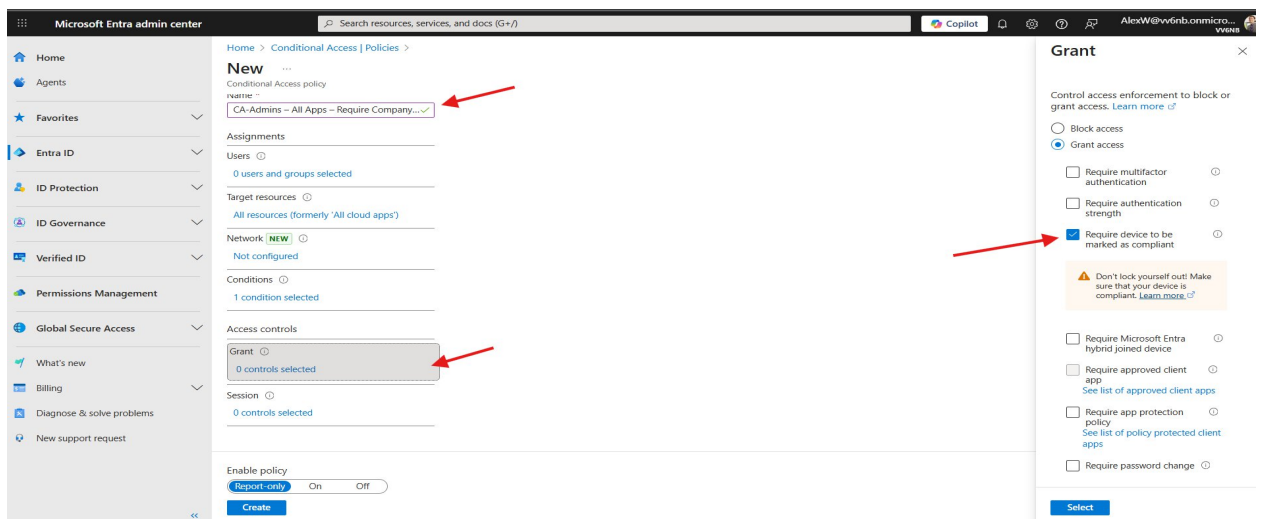 Microsoft Entra admin center
Search resources, services, and docs (G+/)
Copilot
AlexW@vv6nb.onmicro...
VV6NB
Home
Agents
Favorites
Entra ID
ID Protection
ID Governance
Verified ID
Permissions Management
Global Secure Access
What's new
Billing
Diagnose & solve problems
New support request
Home > Conditional Access | Policies >
New ...
Conditional Access policy
Name *
CA-Admins – All Apps – Require Company...
Assignments
Users
0 users and groups selected
Target resources
All resources (formerly 'All cloud apps')
Network NEW
Not configured
Conditions
1 condition selected
Access controls
Grant
0 controls selected
Session
0 controls selected
Enable policy
Report-only On Off
Create
Grant
Control access enforcement to block or
grant access. Learn more
Block access
Grant access
Require multifactor
authentication
Require authentication
strength
Require device to be
marked as compliant
Don't lock yourself out! Make
sure that your device is
compliant. Learn more
Require Microsoft Entra
hybrid joined device
Require approved client
app
See list of approved client apps
Require app protection
policy
See list of policy protected client
apps
Require password change
Select